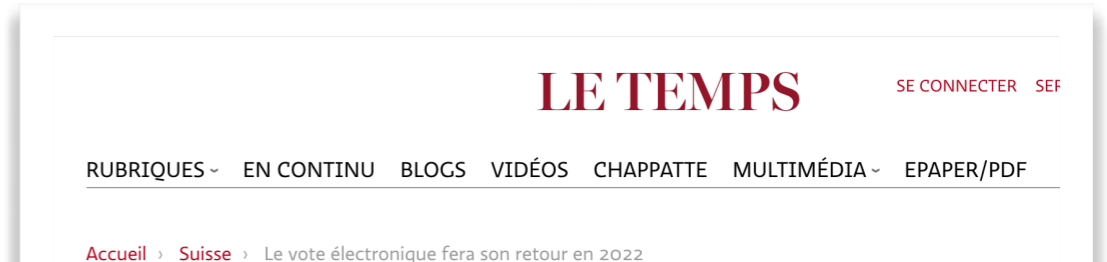 LE TEMPS
SE CONNECTER
RUBRIQUES EN CONTINU BLOGS VIDÉOS CHAPPATTE MULTIMÉDIA EPAPER/PDF
Accueil › Suisse › Le vote électronique fera son retour en 2022